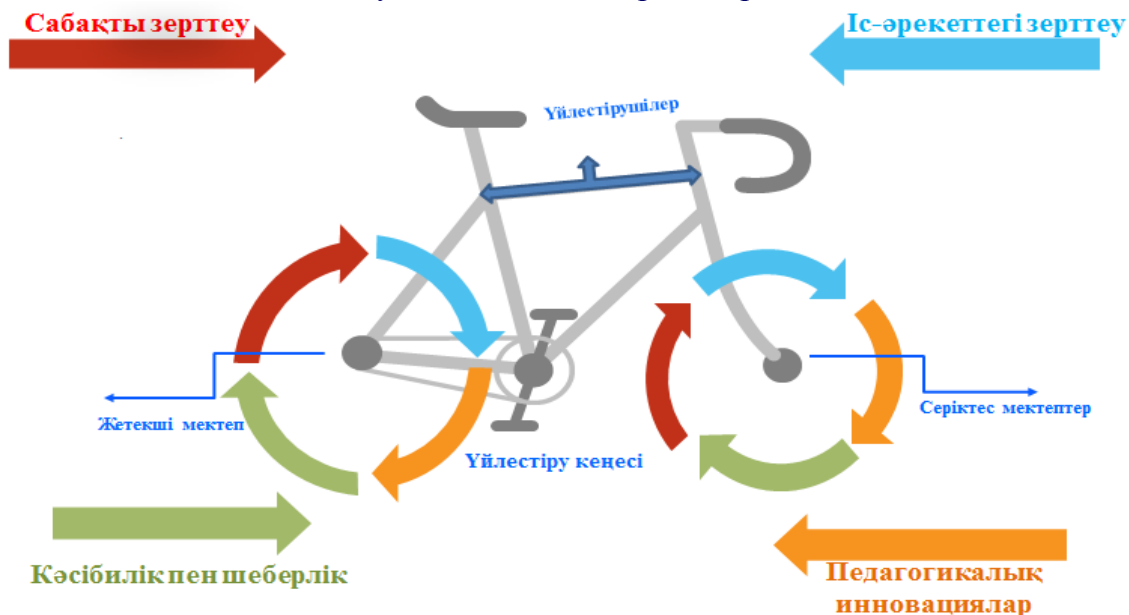 Сабақты зерттеу
Іс-әрекеттегі зерттеу
Үйлестірушілер
Жетекші мектеп
Серіктес мектептер
Үйлестіру кеңесі
Кәсібилік пен шеберлік
Педагогикалық
инновациялар